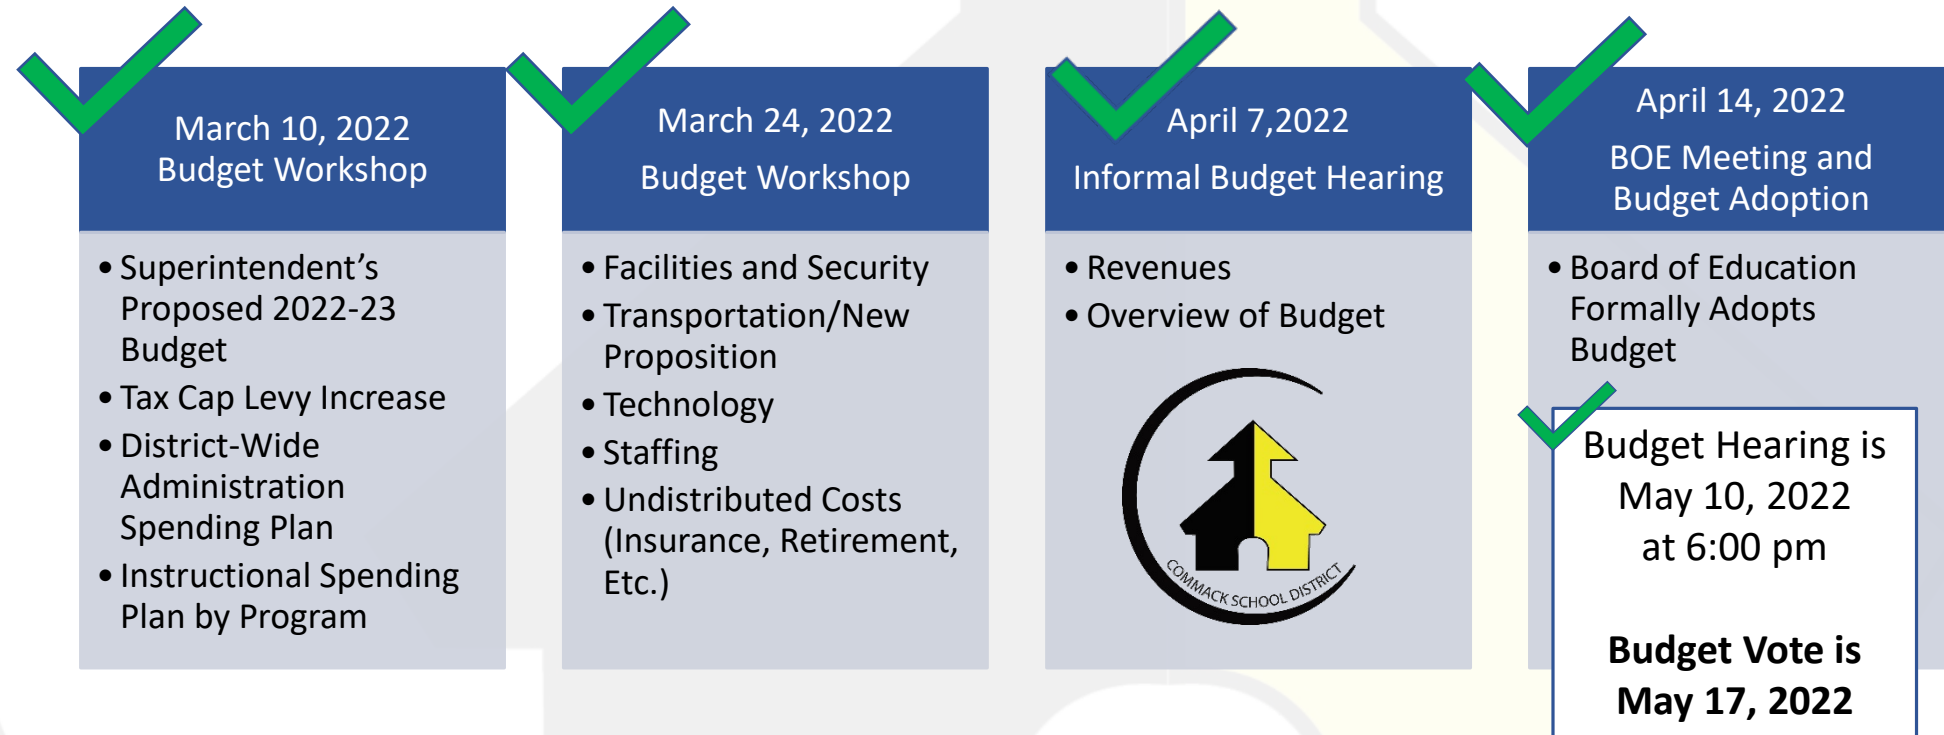 March 10, 2022
Budget Workshop
• Superintendent’s
Proposed 2022-23
Budget
• Tax Cap Levy Increase
• District-Wide
Administration
Spending Plan
• Instructional Spending
Plan by Program
March 24, 2022
Budget Workshop
• Facilities and Security
• Transportation/New
Proposition
• Technology
• Staffing
• Undistributed Costs
(Insurance, Retirement,
Etc.)
April 7,2022
Informal Budget Hearing
• Revenues
• Overview of Budget
COMMACK SCHOOL DISTRICT
April 14, 2022
BOE Meeting and
Budget Adoption
• Board of Education
Formally Adopts
Budget
Budget Hearing is
May 10, 2022
at 6:00 pm
Budget Vote is
May 17, 2022